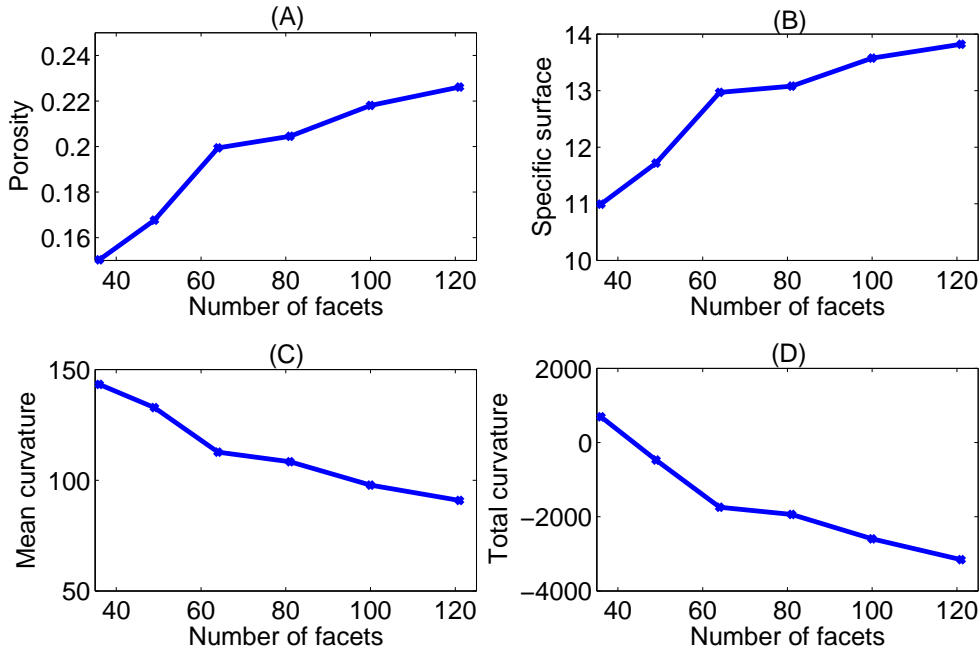 (A)
0.24
0.22
0.2
0.18
0.16
Porosity
40 60 80 100 120
Number of facets
(B)
14
13
12
11
10
Specific surface
40 60 80 100 120
Number of facets
(C)
150
100
50
Mean curvature
40 60 80 100 120
Number of facets
(D)
2000
0
−2000
−4000
Total curvature
40 60 80 100 120
Number of facets